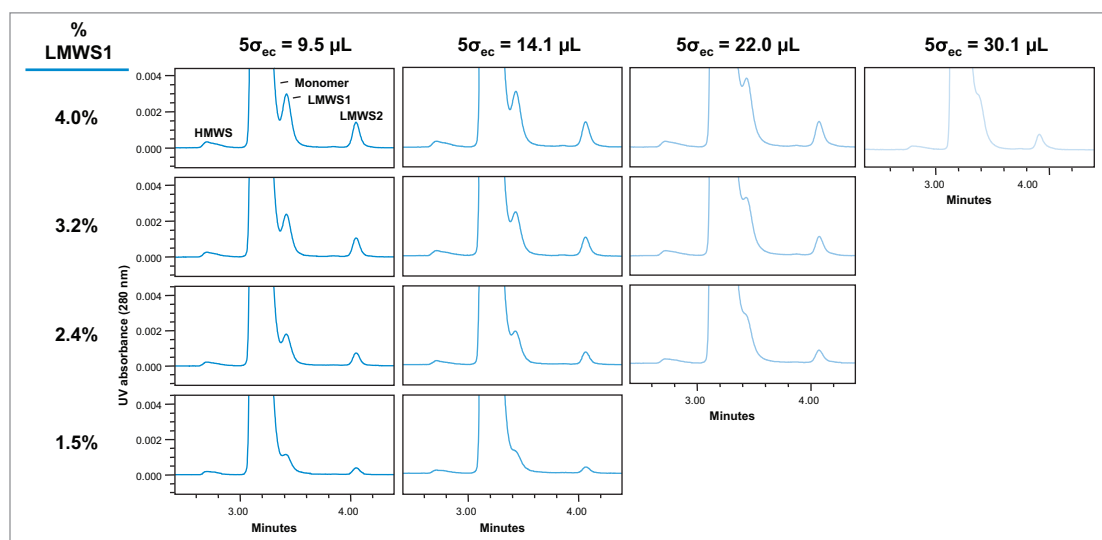 %
LMWS1
5σec = 9.5 µL
5σec = 14.1 µL
5σec = 22.0 µL
5σec = 30.1 µL
4.0%
3.2%
2.4%
1.5%
UV absorbance (280 nm)
0.004
0.002
0.000
Monomer
LMWS1
LMWS2
HMWS
3.00
4.00
Minutes
0.004
0.002
0.000
0.004
0.002
0.000
3.00
4.00
Minutes
0.004
0.002
0.000
3.00
4.00
Minutes
3.00
4.00
Minutes